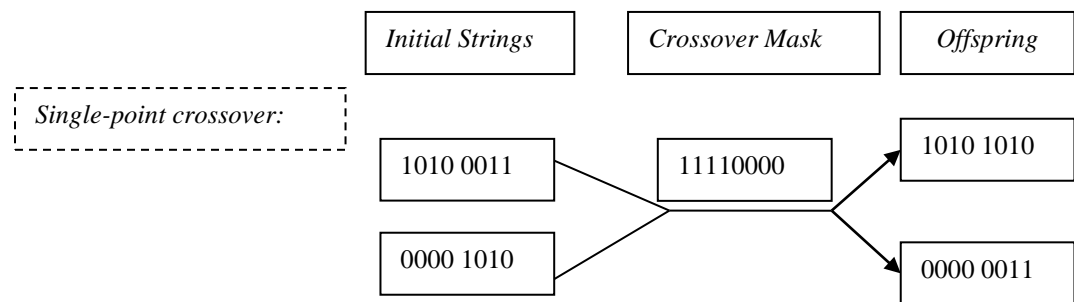 Initial Strings
Crossover Mask
Offspring
Single-point crossover:
1010 0011
11110000
1010 1010
0000 1010
0000 0011